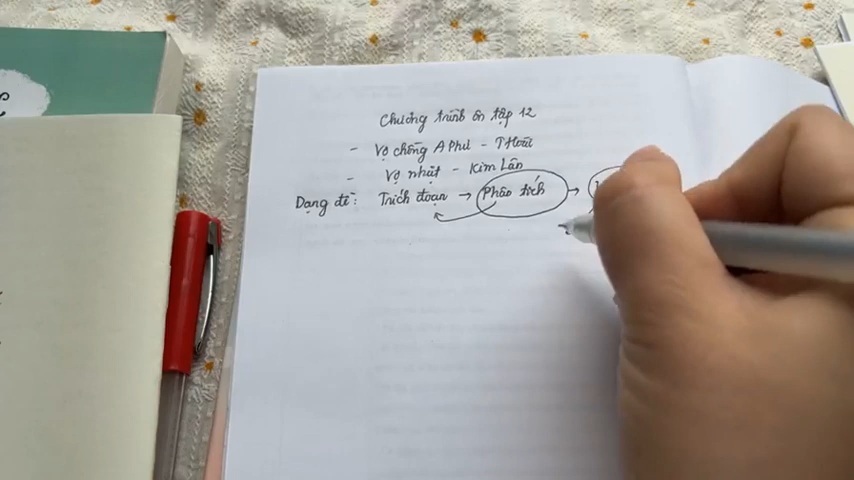 Chương trình ôn tập 12
- Vợ chồng A Phủ - T Hoài
- Vợ nhặt - Kim Lân
Dạng đề: Trích đoạn → Phân tích →